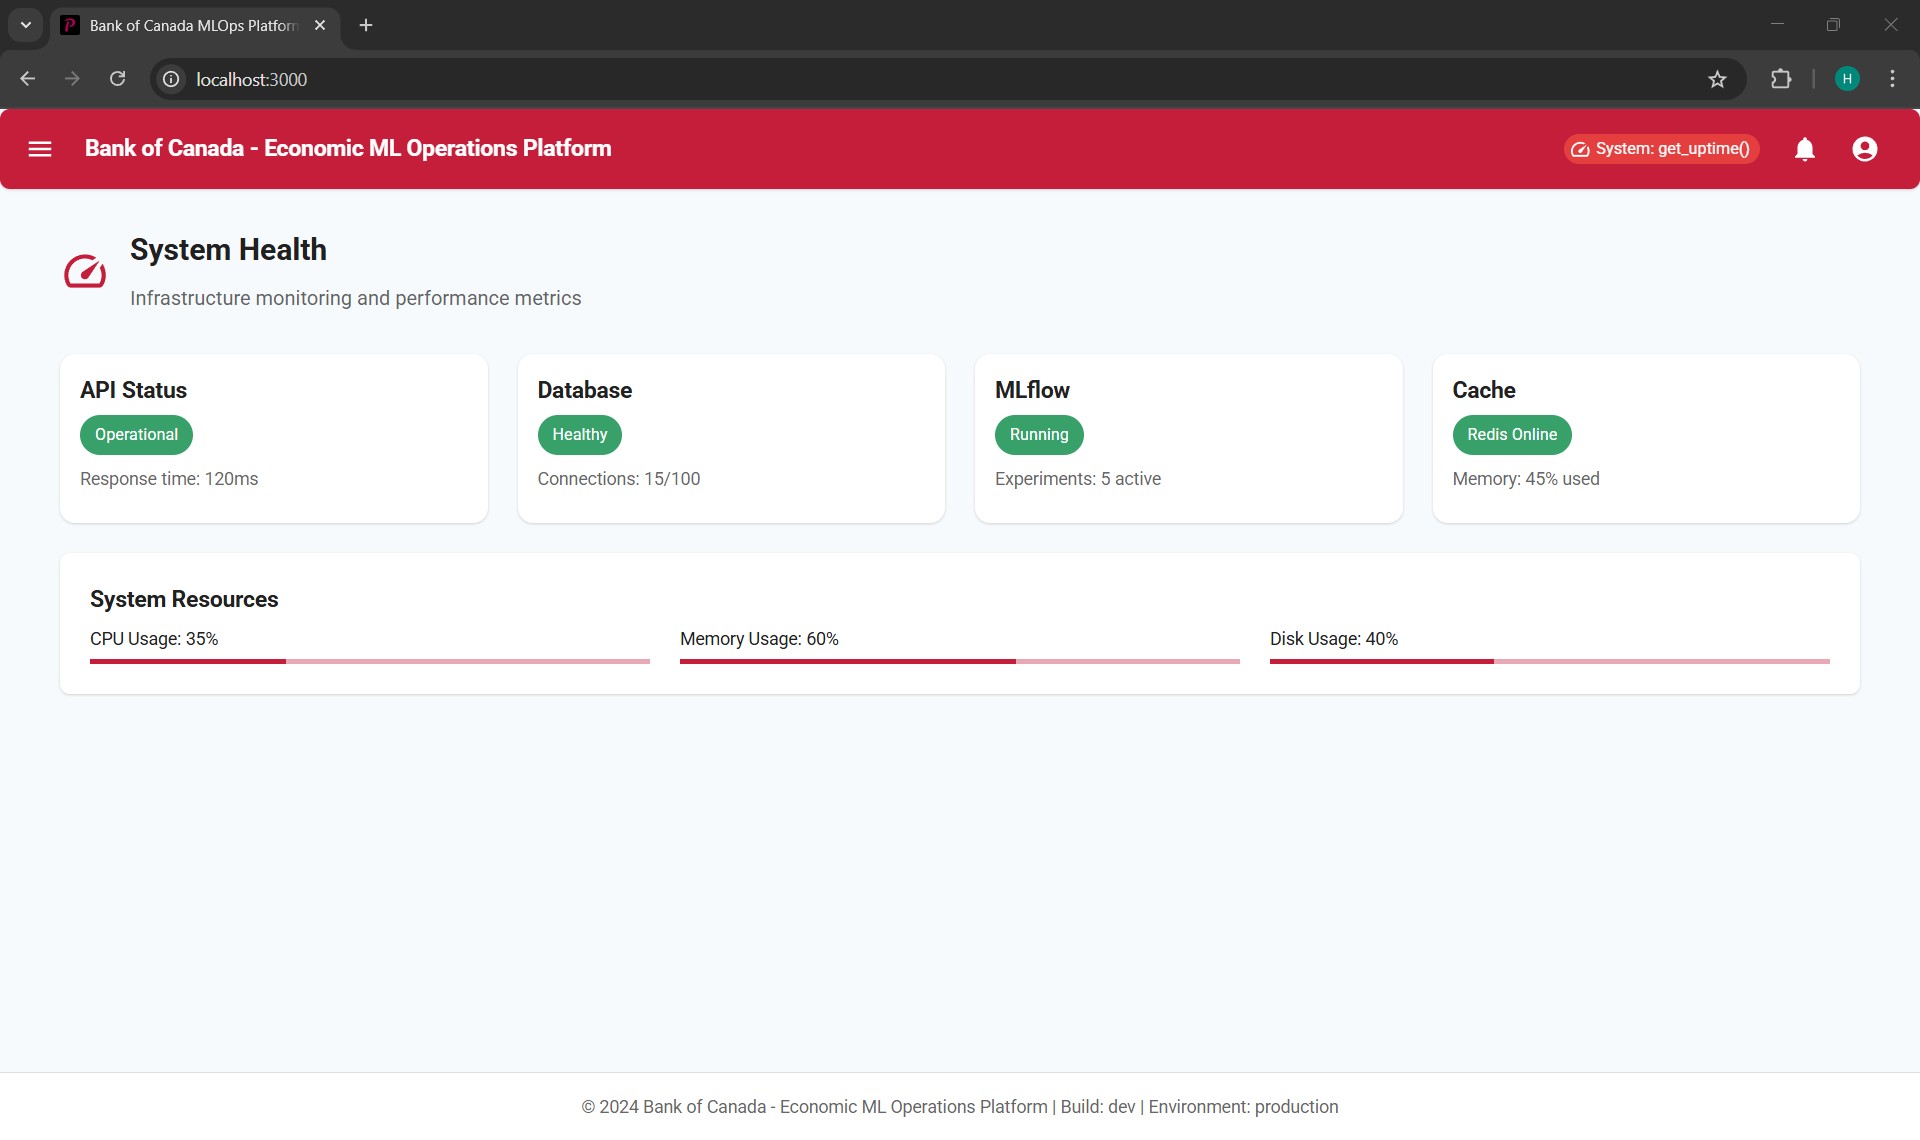 Bank of Canada MLOps Platform
localhost:3000
H
Bank of Canada - Economic ML Operations Platform
System: get_uptime()
System Health
Infrastructure monitoring and performance metrics
API Status
Operational
Response time: 120ms
Database
Healthy
Connections: 15/100
MLflow
Running
Experiments: 5 active
Cache
Redis Online
Memory: 45% used
System Resources
CPU Usage: 35%
Memory Usage: 60%
Disk Usage: 40%
© 2024 Bank of Canada - Economic ML Operations Platform | Build: dev | Environment: production